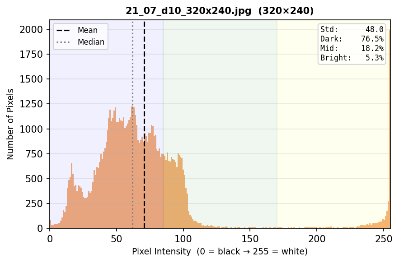 21_07_d10_320x240.jpg  (320×240)
Mean
Median
Std:      48.0
Dark:    76.5%
Mid:     18.2%
Bright:   5.3%
Number of Pixels
2000
1750
1500
1250
1000
750
500
250
0
0
50
100
150
200
250
Pixel Intensity  (0 = black → 255 = white)